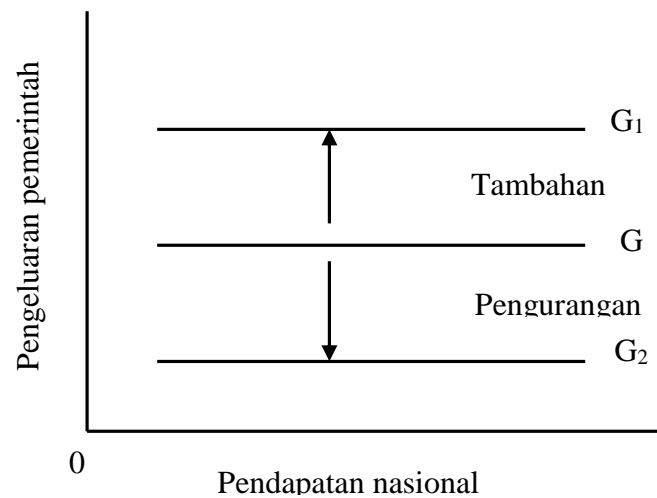 Pengeluaran pemerintah
G₁
Tambahan
G
Pengurangan
G₂
0
Pendapatan nasional